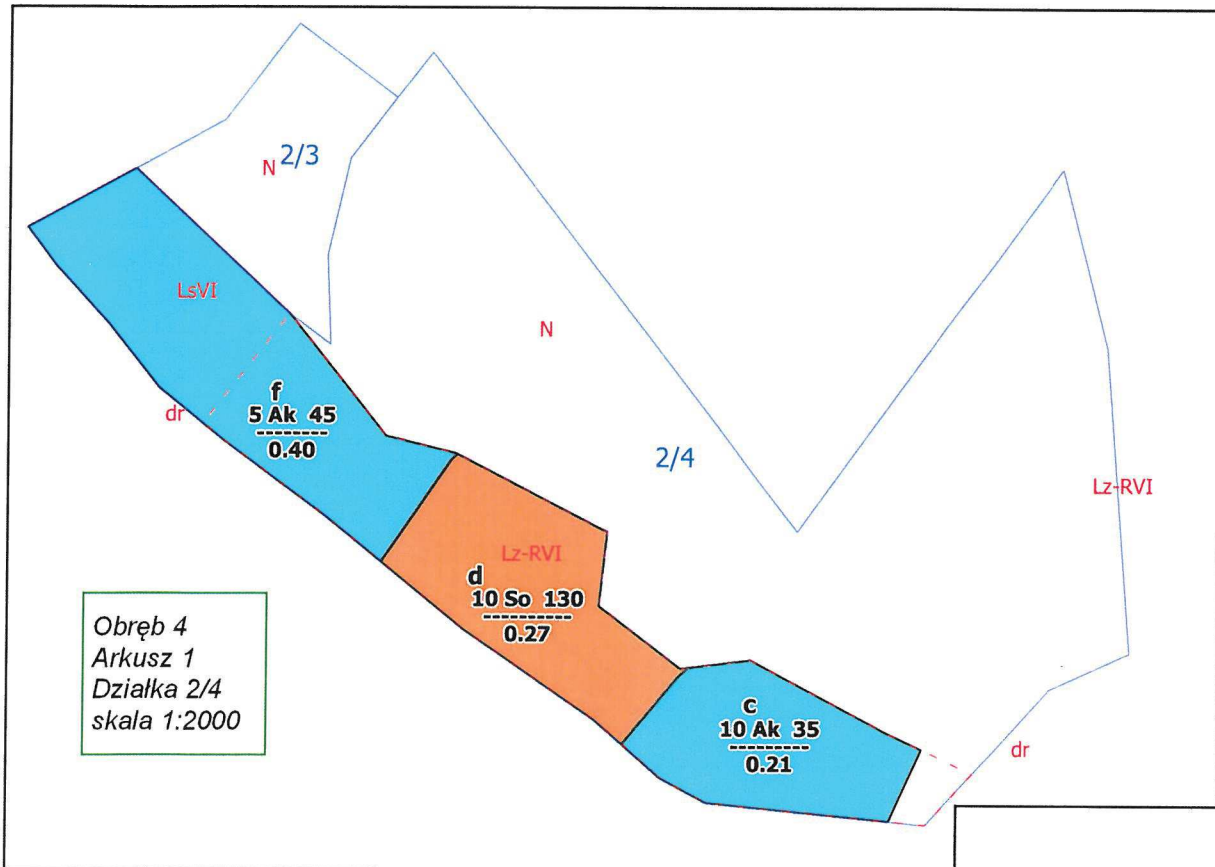 N 2/3
LsVI
N
dr
f
5 Ak 45
--------
0.40
2/4
Lz-RVI
Lz-RVI
d
10 So 130
----------
0.27
Obręb 4
Arkusz 1
Działka 2/4
skala 1:2000
c
10 Ak 35
---------
0.21
dr